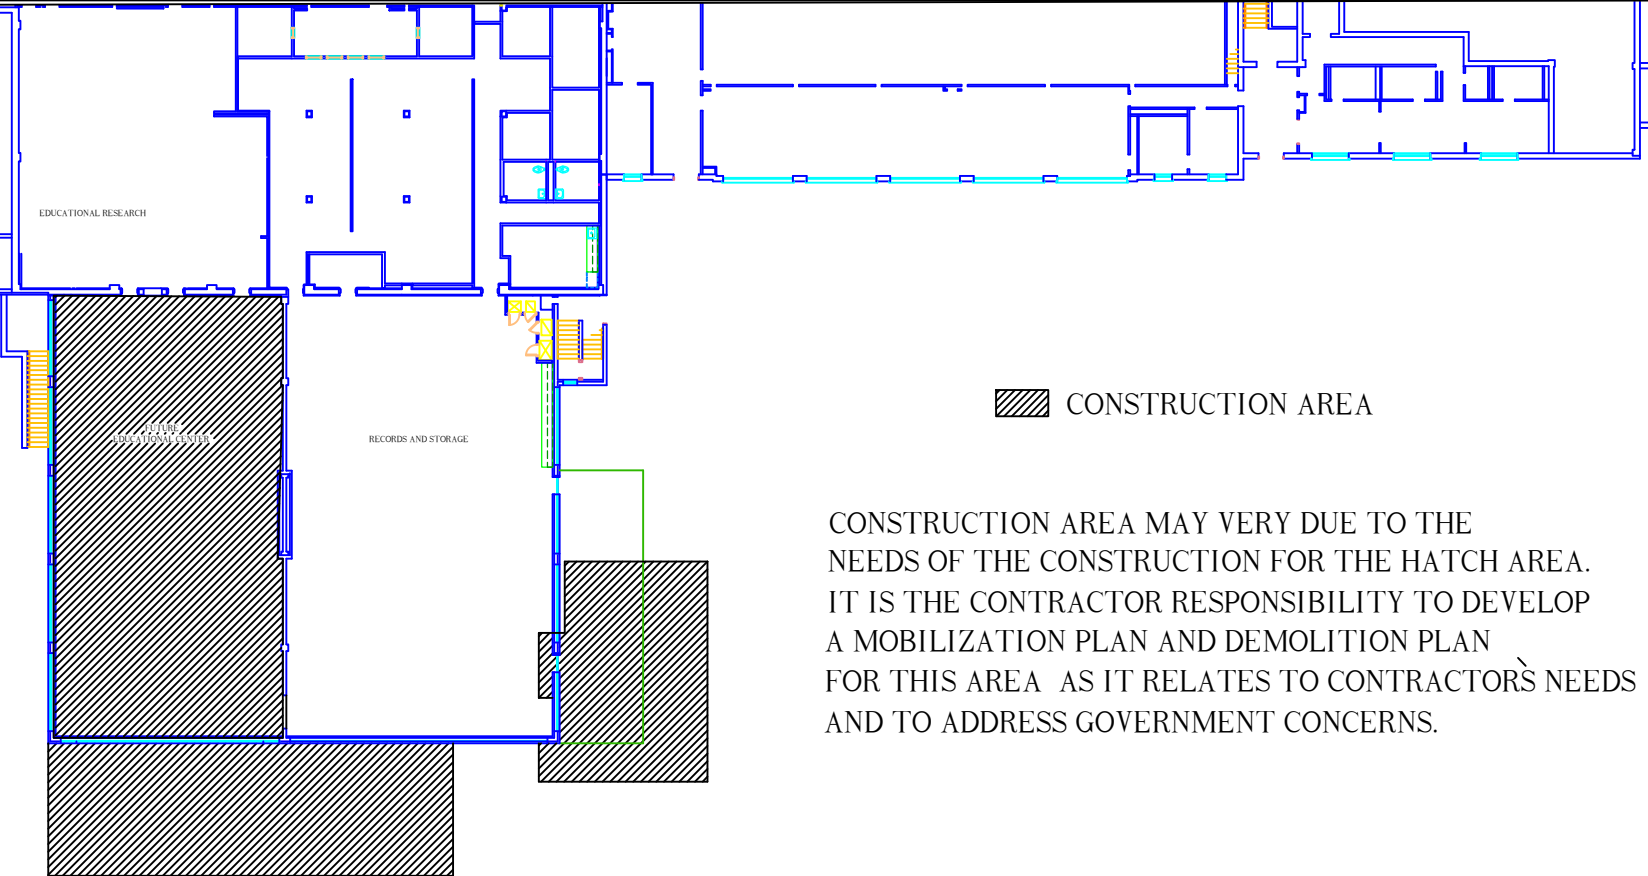 EDUCATIONAL RESEARCH
FUTURE
EDUCATIONAL CENTER
RECORDS AND STORAGE
CONSTRUCTION AREA
CONSTRUCTION AREA MAY VERY DUE TO THE
NEEDS OF THE CONSTRUCTION FOR THE HATCH AREA.
IT IS THE CONTRACTOR RESPONSIBILITY TO DEVELOP
A MOBILIZATION PLAN AND DEMOLITION PLAN
FOR THIS AREA  AS IT RELATES TO CONTRACTORS NEEDS
AND TO ADDRESS GOVERNMENT CONCERNS.